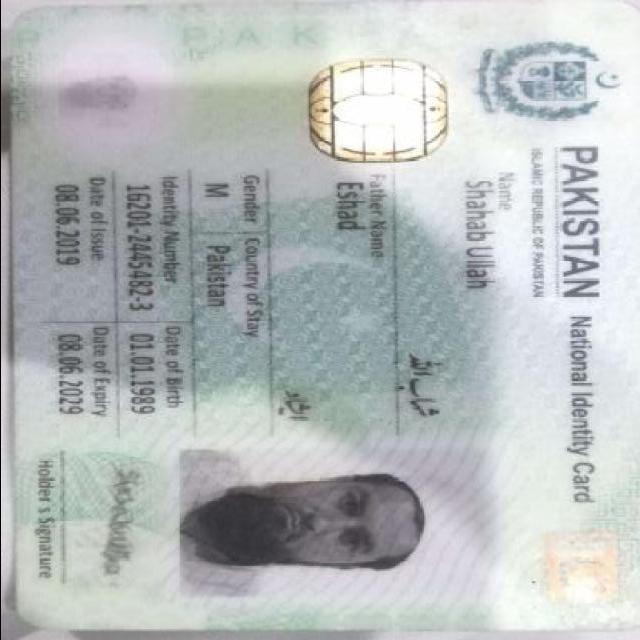 PAKISTAN National Identity Card
ISLAMIC REPUBLIC OF PAKISTAN
Name
Shahab Ullah
شہاب اللہ
Father Name
Eshad
Gender Country of Stay
M Pakistan
Identity Number Date of Birth
16201-2445482-3 01.01.1989
Date of Issue Date of Expiry
08.06.2019 08.06.2029
Holder's Signature